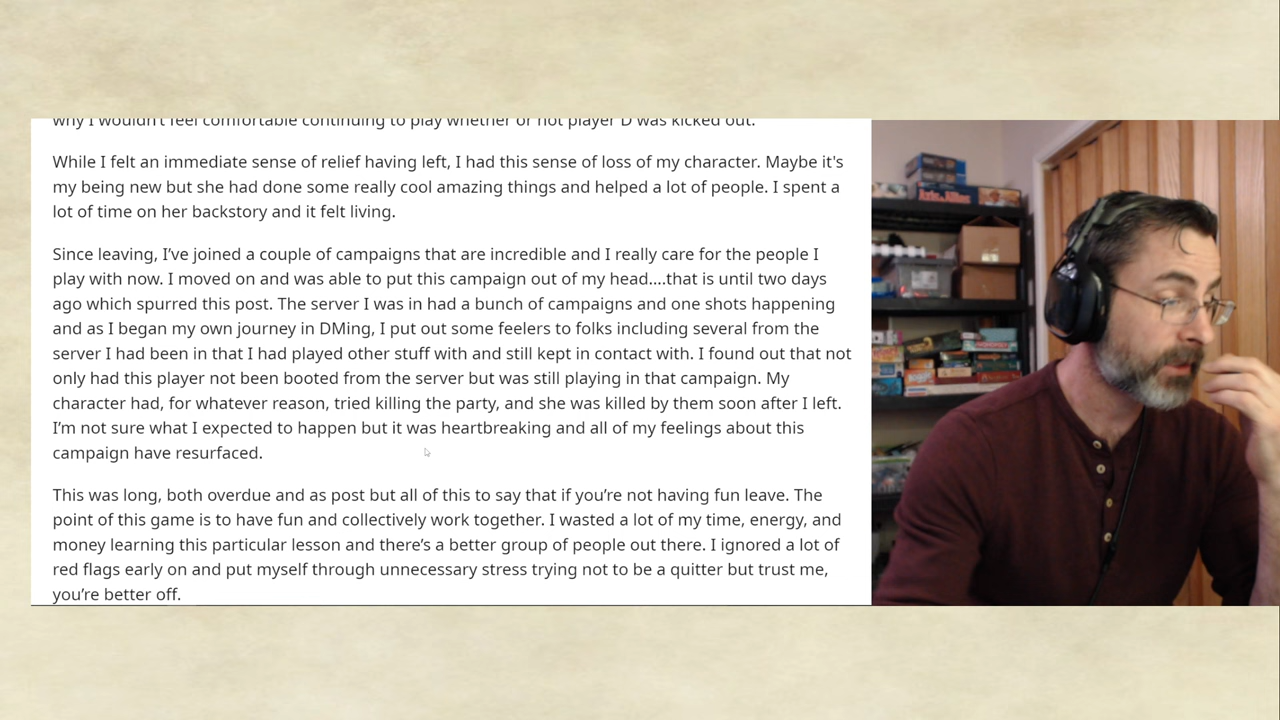 why I wouldn't feel comfortable continuing to play whether or not player D was kicked out.
While I felt an immediate sense of relief having left, I had this sense of loss of my character. Maybe it's
my being new but she had done some really cool amazing things and helped a lot of people. I spent a
lot of time on her backstory and it felt living.
Since leaving, I've joined a couple of campaigns that are incredible and I really care for the people I
play with now. I moved on and was able to put this campaign out of my head....that is until two days
ago which spurred this post. The server I was in had a bunch of campaigns and one shots happening
and as I began my own journey in DMing, I put out some feelers to folks including several from the
server I had been in that I had played other stuff with and still kept in contact with. I found out that not
only had this player not been booted from the server but was still playing in that campaign. My
character had, for whatever reason, tried killing the party, and she was killed by them soon after I left.
I'm not sure what I expected to happen but it was heartbreaking and all of my feelings about this
campaign have resurfaced.
This was long, both overdue and as post but all of this to say that if you're not having fun leave. The
point of this game is to have fun and collectively work together. I wasted a lot of my time, energy, and
money learning this particular lesson and there's a better group of people out there. I ignored a lot of
red flags early on and put myself through unnecessary stress trying not to be a quitter but trust me,
you're better off.
Axis & Allies
MONOPOLY